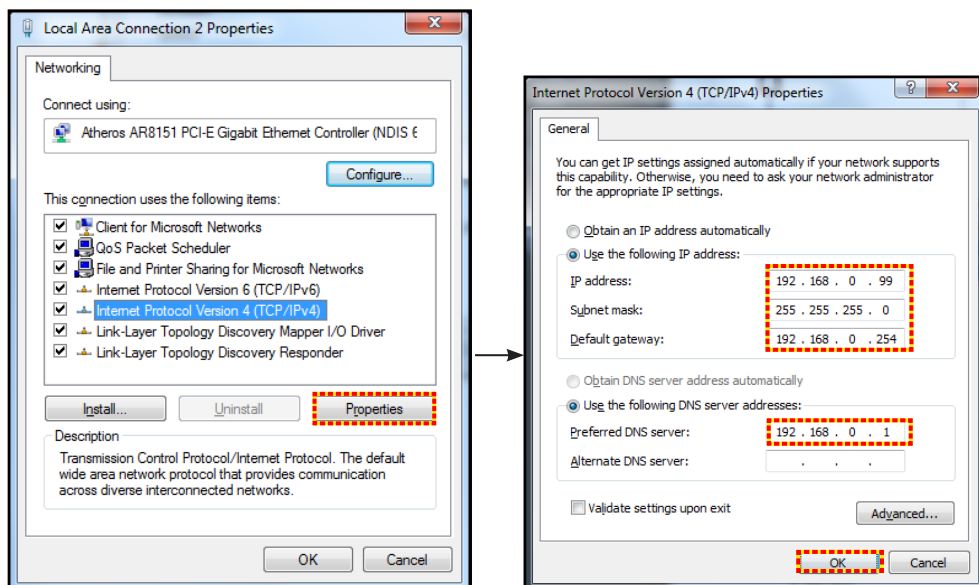 Local Area Connection 2 Properties
Networking
Connect using:
Atheros AR8151 PCI-E Gigabit Ethernet Controller (NDIS 6
Configure...
This connection uses the following items:
Client for Microsoft Networks
QoS Packet Scheduler
File and Printer Sharing for Microsoft Networks
Internet Protocol Version 6 (TCP/IPv6)
Internet Protocol Version 4 (TCP/IPv4)
Link-Layer Topology Discovery Mapper I/O Driver
Link-Layer Topology Discovery Responder
Install... Uninstall Properties
Description
Transmission Control Protocol/Internet Protocol. The default
wide area network protocol that provides communication
across diverse interconnected networks.
OK Cancel
Internet Protocol Version 4 (TCP/IPv4) Properties
General
You can get IP settings assigned automatically if your network supports
this capability. Otherwise, you need to ask your network administrator
for the appropriate IP settings.
Obtain an IP address automatically
Use the following IP address:
IP address: 192 . 168 . 0 . 99
Subnet mask: 255 . 255 . 255 . 0
Default gateway: 192 . 168 . 0 . 254
Obtain DNS server address automatically
Use the following DNS server addresses:
Preferred DNS server: 192 . 168 . 0 . 1
Alternate DNS server: . . .
Validate settings upon exit
Advanced...
OK Cancel